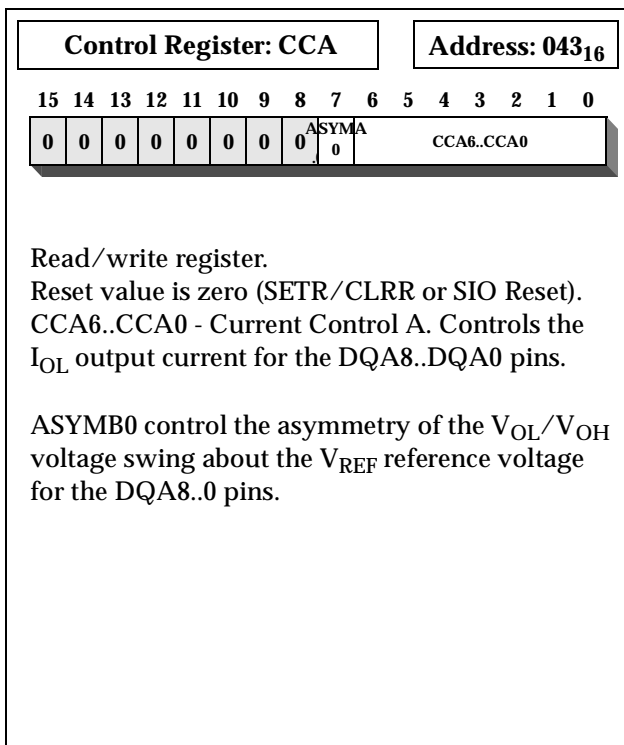 Control Register: CCA
Address: 043₁₆
15 14 13 12 11 10 9 8 7 6 5 4 3 2 1 0
0 0 0 0 0 0 0 0 ASYMA 0 CCA6..CCA0
Read/write register.
Reset value is zero (SETR/CLRR or SIO Reset).
CCA6..CCA0 - Current Control A. Controls the
I_OL output current for the DQA8..DQA0 pins.
ASYMB0 control the asymmetry of the V_OL/V_OH
voltage swing about the V_REF reference voltage
for the DQA8..0 pins.